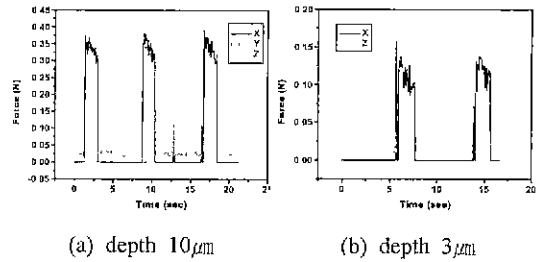 0.45
0.40
0.35
0.30
0.25
0.20
0.15
0.10
0.05
0.00
-0.05
Force (N)
X
Y
Z
0 5 10 15 20
Time (sec)
0.20
0.15
0.10
0.05
0.00
Force (N)
X
Z
0 5 10 15 20
Time (sec)
(a) depth 10μm
(b) depth 3μm